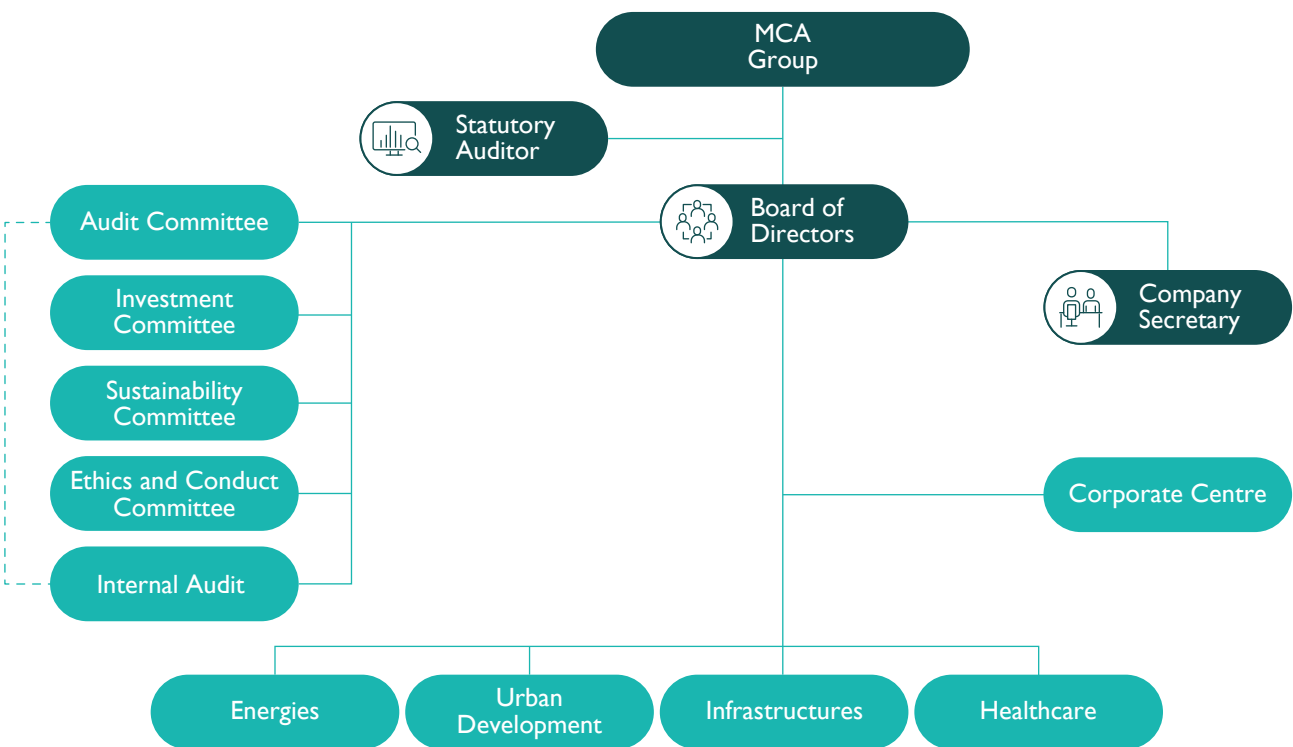 MCA
Group
Statutory
Auditor
Audit Committee
Board of
Directors
Investment
Committee
Company
Secretary
Sustainability
Committee
Ethics and Conduct
Committee
Corporate Centre
Internal Audit
Energies
Urban
Development
Infrastructures
Healthcare